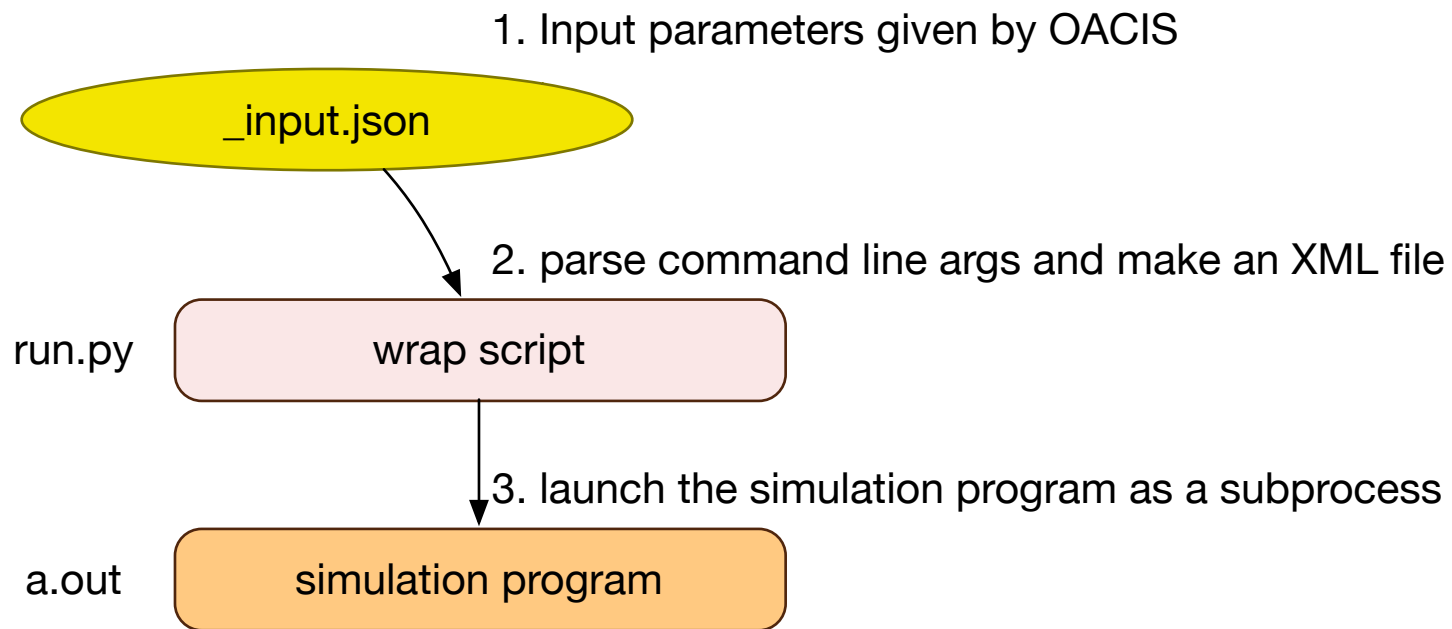 1. Input parameters given by OACIS
_input.json
2. parse command line args and make an XML file
run.py
wrap script
3. launch the simulation program as a subprocess
a.out
simulation program